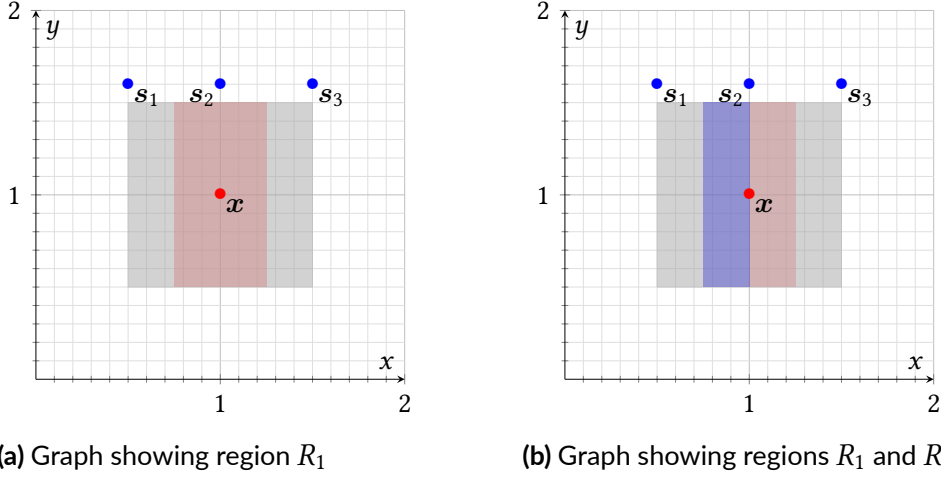 2
y
s₁
s₂
s₃
1
x
x
1
2
(a) Graph showing region R₁
2
y
s₁
s₂
s₃
1
x
x
1
2
(b) Graph showing regions R₁ and R